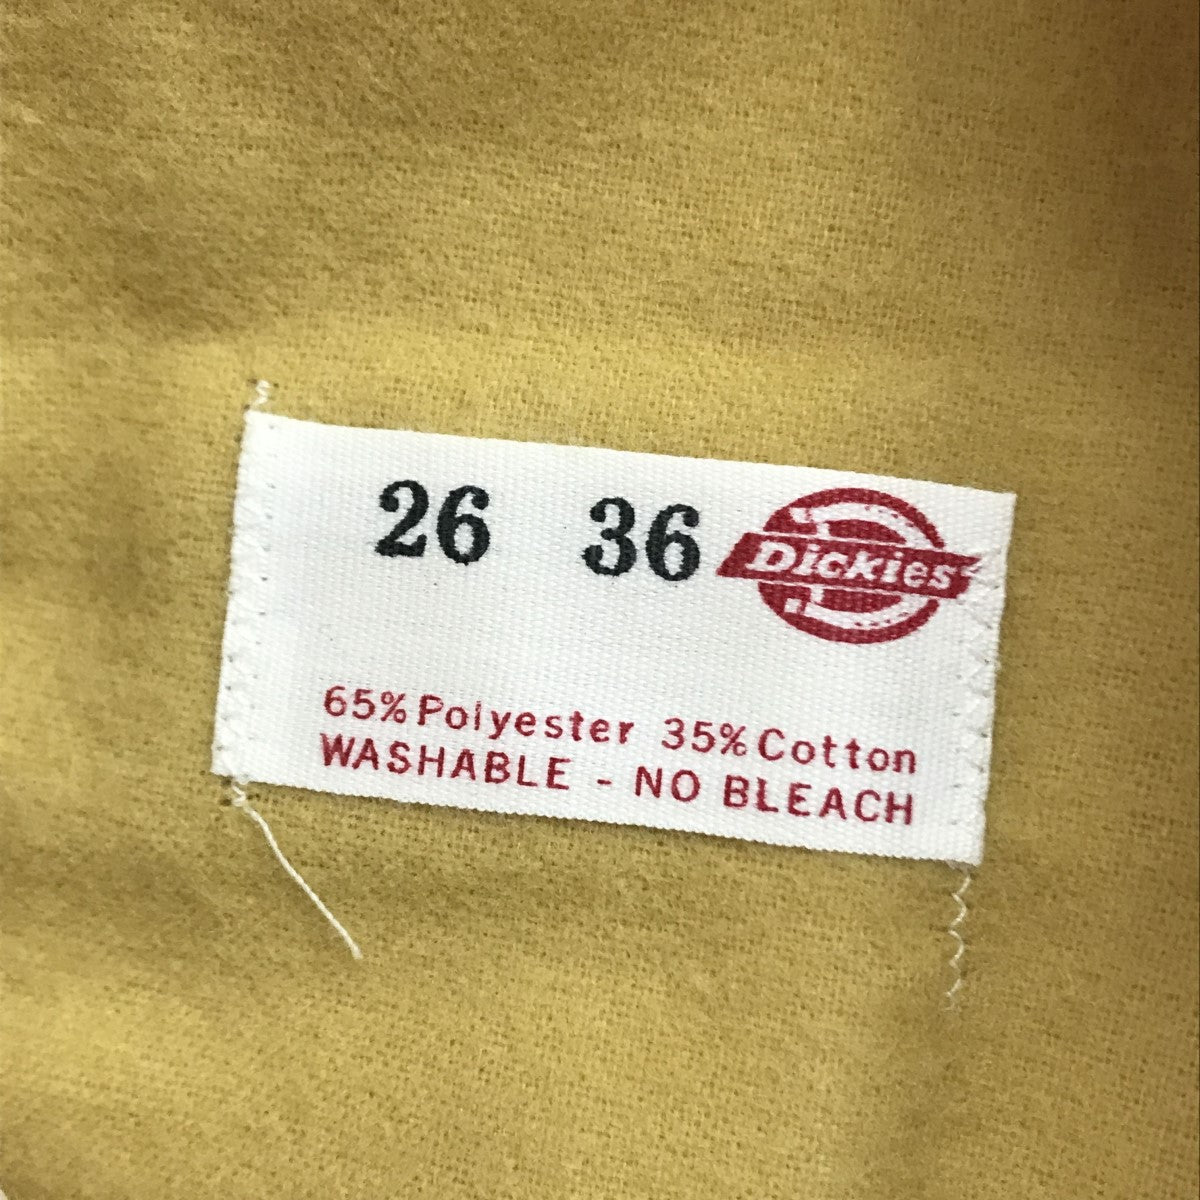 26 36 Dickies
65% Polyester 35% Cotton
WASHABLE - NO BLEACH